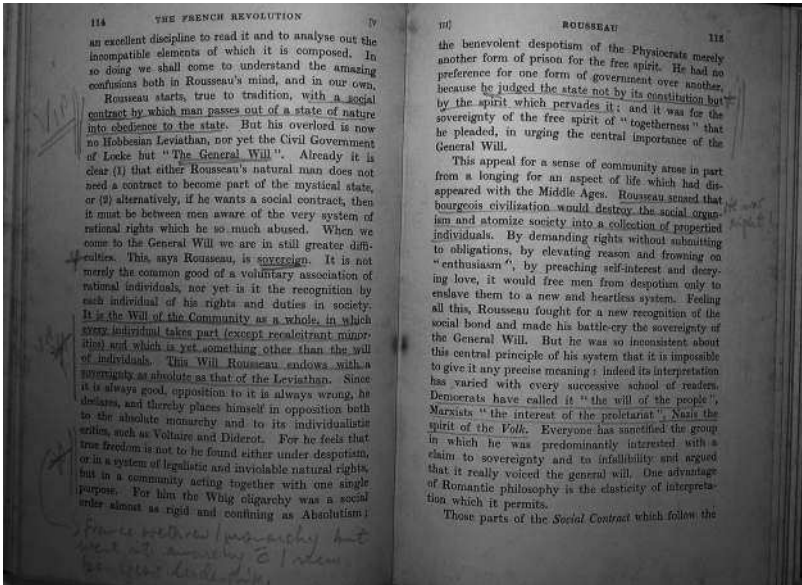 114
THE FRENCH REVOLUTION
[v
an excellent discipline to read it and to analyse out the
incompatible elements of which it is composed. In
so doing we shall come to understand the amazing
confusions both in Rousseau's mind, and in our own.
Rousseau starts, true to tradition, with a social
contract by which man passes out of a state of nature
into obedience to the state. But his overlord is now
no Hobbesian Leviathan, nor yet the Civil Government
of Locke but "The General Will". Already it is
clear (1) that either Rousseau's natural man does not
need a contract to become part of the mystical state,
or (2) alternatively, if he wants a social contract, then
it must be between men aware of the very system of
rational rights which he so much abused. When we
come to the General Will we are in still greater diffi-
culties. This, says Rousseau, is sovereign. It is not
merely the common good of a voluntary association of
rational individuals, nor yet is it the recognition by
each individual of his rights and duties in society.
It is the Will of the Community as a whole, in which
every individual takes part (except recalcitrant minor-
ities) and which is yet something other than the will
of individuals. This Will Rousseau endows with a
sovereignty as absolute as that of the Leviathan. Since
it is always good, opposition to it is always wrong, he
declares, and thereby places himself in opposition both
to the absolute monarchy and to its individualistic
critics, such as Voltaire and Diderot. For he feels that
true freedom is not to be found either under despotism,
or in a system of legalistic and inviolable natural rights,
but in a community acting together with one single
purpose. For him the Whig oligarchy was a social
order almost as rigid and confining as Absolutism;
ROUSSEAU
115
the benevolent despotism of the Physiocrats merely
another form of prison for the free spirit. He had no
preference for one form of government over another,
because he judged the state not by its constitution but
by the spirit which pervades it; and it was for the
sovereignty of the free spirit of "togetherness" that
he pleaded, in urging the central importance of the
General Will.
This appeal for a sense of community arose in part
from a longing for an aspect of life which had dis-
appeared with the Middle Ages. Rousseau sensed that
bourgeois civilization would destroy the social organ-
ism and atomize society into a collection of propertied
individuals. By demanding rights without submitting
to obligations, by elevating reason and frowning on
"enthusiasm", by preaching self-interest and decry-
ing love, it would free men from despotism only to
enslave them to a new and heartless system. Feeling
all this, Rousseau fought for a new recognition of the
social bond and made his battle-cry the sovereignty of
the General Will. But he was so inconsistent about
this central principle of his system that it is impossible
to give it any precise meaning: indeed its interpretation
has varied with every successive school of readers.
Democrats have called it "the will of the people",
Marxists "the interest of the proletariat", Nazis the
spirit of the Volk. Everyone has sanctified the group
in which he was predominantly interested with a
claim to sovereignty and to infallibility and argued
that it really voiced the general will. One advantage
of Romantic philosophy is the elasticity of interpreta-
tion which it permits.
Those parts of the Social Contract which follow the